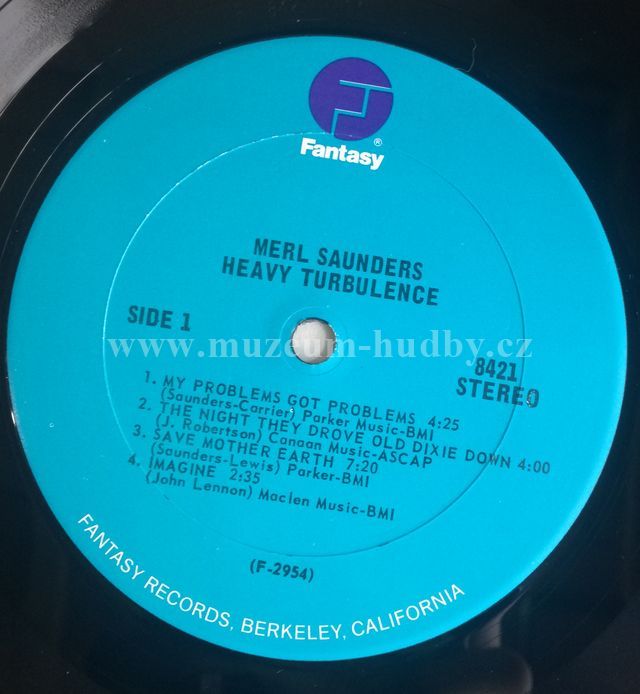 Fantasy®
MERL SAUNDERS
HEAVY TURBULENCE
SIDE 1
www.muzeum-hudby.cz
8421
STEREO
1. MY PROBLEMS GOT PROBLEMS 4:25
(Saunders-Carrier) Parker Music-BMI
2. THE NIGHT THEY DROVE OLD DIXIE DOWN 4:00
(J. Robertson) Canaan Music-ASCAP
3. SAVE MOTHER EARTH 7:20
(Saunders-Lewis) Parker-BMI
4. IMAGINE 2:35
(John Lennon) Maclen Music-BMI
(F-2954)
FANTASY RECORDS, BERKELEY, CALIFORNIA